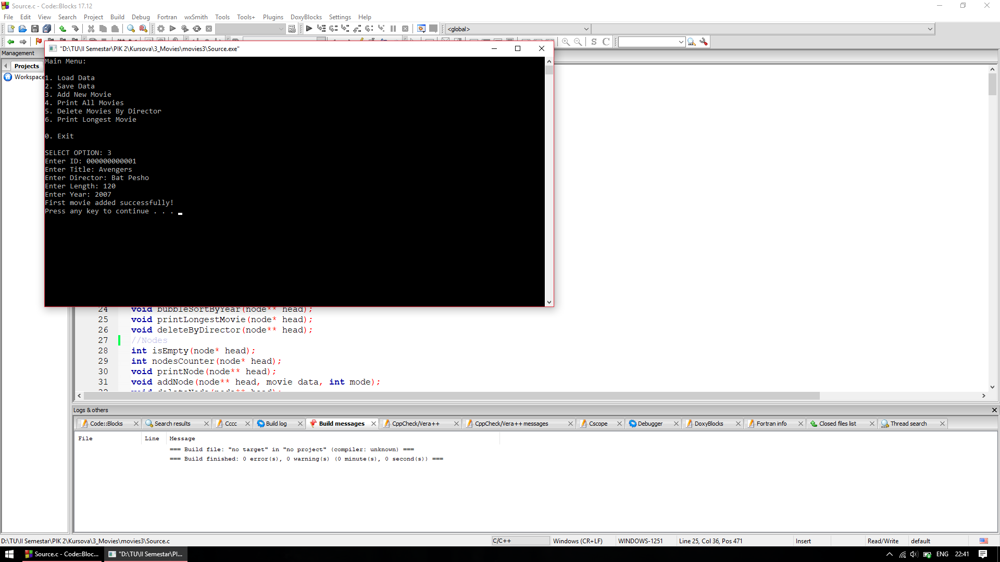 Source.c - Code::Blocks 17.12
File Edit View Search Project Build Debug Fortran wxSmith Tools Tools+ Plugins DoxyBlocks Settings Help
<global>
S C
Management
Projects
Workspace
"D:\TU\II Semestar\PIK 2\Kursova\3_Movies\movies3\Source.exe"
Main Menu:
1. Load Data
2. Save Data
3. Add New Movie
4. Print All Movies
5. Delete Movies By Director
6. Print Longest Movie
0. Exit
SELECT OPTION: 3
Enter ID: 000000000001
Enter Title: Avengers
Enter Director: Bat Pesho
Enter Length: 120
Enter Year: 2007
First movie added successfully!
Press any key to continue . . .
24 void bubbleSortByYear(node** head);
25 void printLongestMovie(node* head);
26 void deleteByDirector(node** head);
27 //Nodes
28 int isEmpty(node* head);
29 int nodesCounter(node* head);
30 void printNode(node** head);
31 void addNode(node** head, movie data, int mode);
32 void deleteNode(node** head);
Logs & others
Code::Blocks Search results Cccc Build log Build messages CppCheck/Vera++ CppCheck/Vera++ messages Cscope Debugger DoxyBlocks Fortran info Closed files list Thread search
File Line Message
=== Build file: "no target" in "no project" (compiler: unknown) ===
=== Build finished: 0 error(s), 0 warning(s) (0 minute(s), 0 second(s)) ===
D:\TU\II Semestar\PIK 2\Kursova\3_Movies\movies3\Source.c C/C++ Windows (CR+LF) WINDOWS-1251 Line 25, Col 36, Pos 471 Insert Read/Write default
Source.c - Code::Bloc... "D:\TU\II Semestar\PI... ENG 22:41